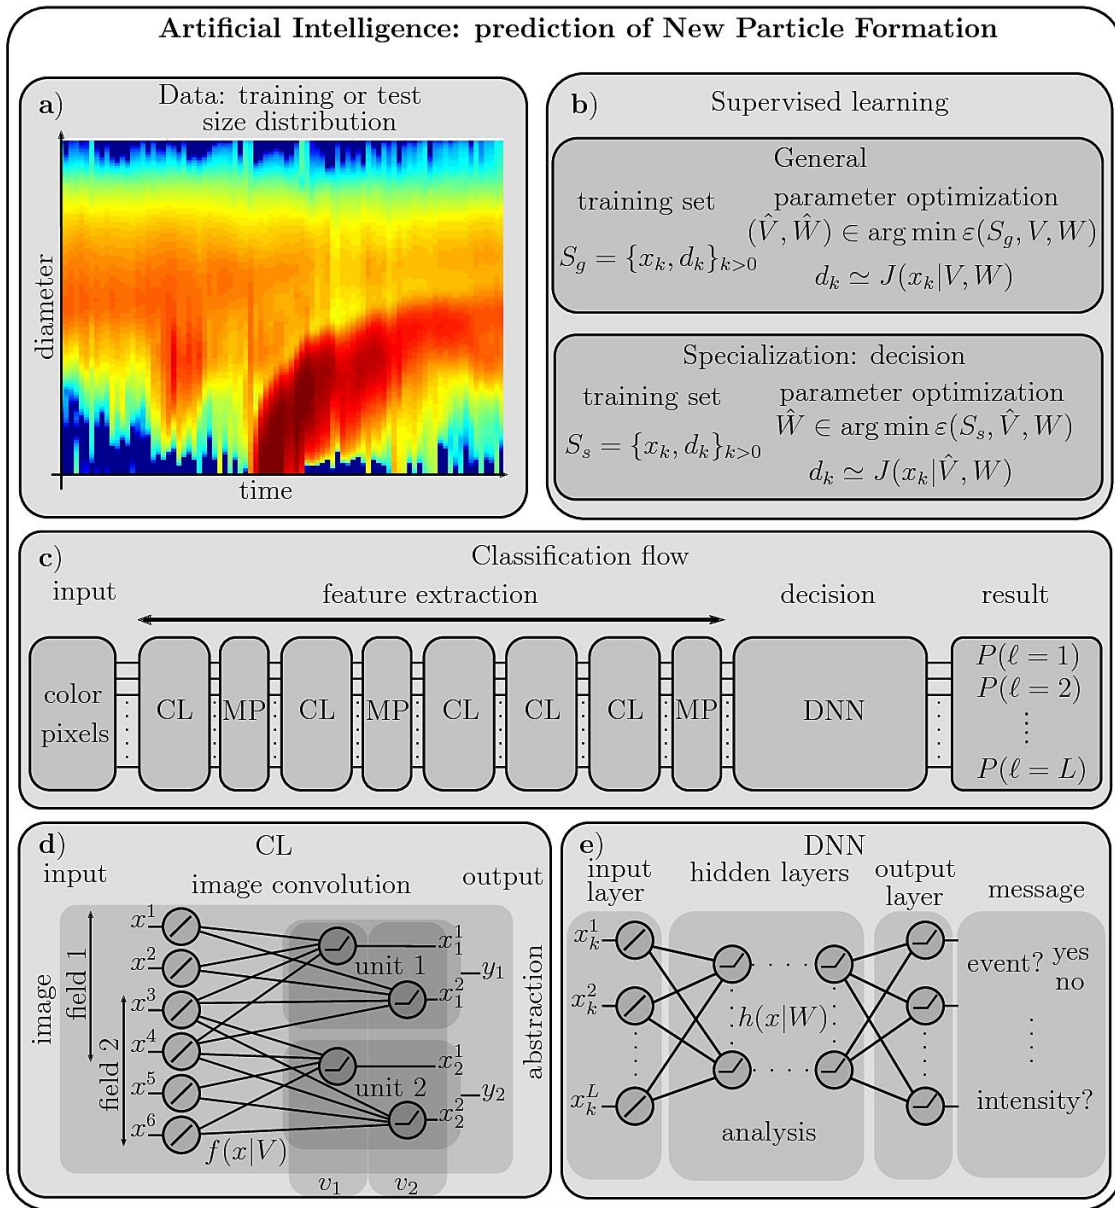 Artificial Intelligence: prediction of New Particle Formation
a)
Data: training or test
size distribution
diameter
time
b)
Supervised learning
General
training set
parameter optimization
(V̂, Ŵ) ∈ arg min ε(S_g, V, W)
S_g = {x_k, d_k}_{k>0}
d_k ≃ J(x_k|V, W)
Specialization: decision
training set
parameter optimization
Ŵ ∈ arg min ε(S_s, V̂, W)
S_s = {x_k, d_k}_{k>0}
d_k ≃ J(x_k|V̂, W)
c)
Classification flow
input
feature extraction
decision
result
color
pixels
CL
MP
CL
MP
CL
CL
CL
MP
DNN
P(ℓ = 1)
P(ℓ = 2)
P(ℓ = L)
d)
CL
input
image convolution
output
image
field 1
field 2
x^1
x^2
x^3
x^4
x^5
x^6
unit 1
unit 2
x_1^1
y_1
x_1^2
x_2^1
y_2
x_2^2
abstraction
f(x|V)
v_1
v_2
e)
DNN
input
layer
hidden layers
output
layer
message
x_k^1
x_k^2
x_k^L
h(x|W)
analysis
event?
yes
no
intensity?